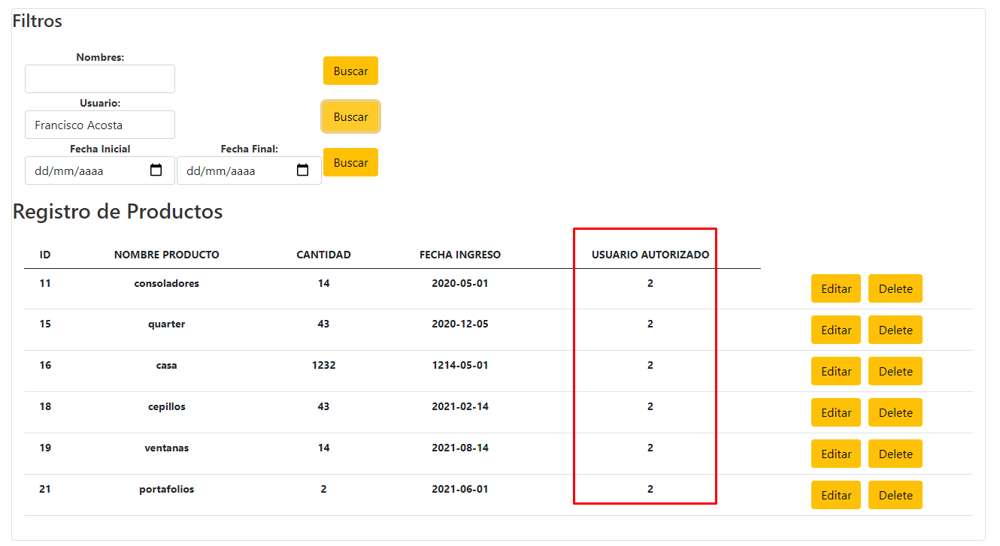 Filtros
Nombres:
Buscar
Usuario:
Francisco Acosta
Buscar
Fecha Inicial Fecha Final:
dd/mm/aaaa dd/mm/aaaa Buscar
Registro de Productos
ID NOMBRE PRODUCTO CANTIDAD FECHA INGRESO USUARIO AUTORIZADO
11 consoladores 14 2020-05-01 2 Editar Delete
15 quarter 43 2020-12-05 2 Editar Delete
16 casa 1232 1214-05-01 2 Editar Delete
18 cepillos 43 2021-02-14 2 Editar Delete
19 ventanas 14 2021-08-14 2 Editar Delete
21 portafolios 2 2021-06-01 2 Editar Delete